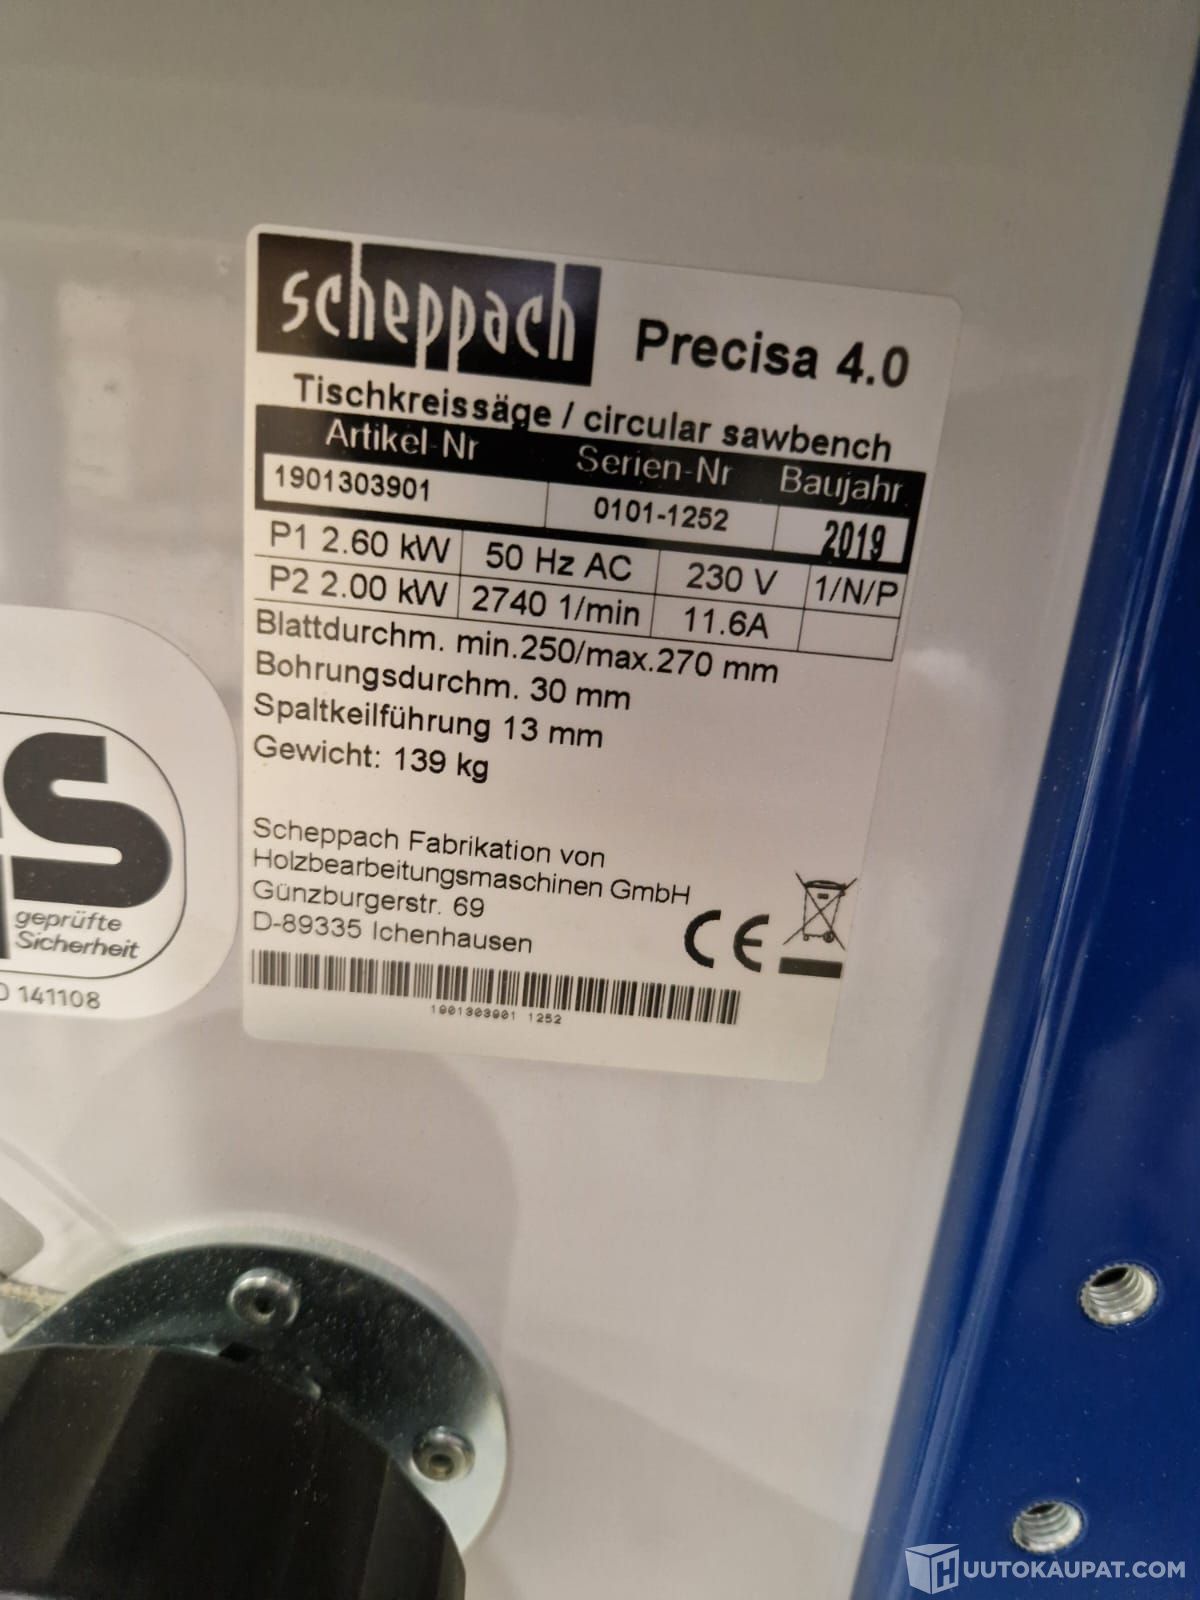 scheppach
Precisa 4.0
Tischkreissäge / circular sawbench
Artikel-Nr Serien-Nr Baujahr
1901303901 0101-1252 2019
P1 2.60 kW 50 Hz AC 230 V 1/N/P
P2 2.00 kW 2740 1/min 11.6A
Blattdurchm. min.250/max.270 mm
Bohrungsdurchm. 30 mm
Spaltkeilführung 13 mm
Gewicht: 139 kg
Scheppach Fabrikation von
Holzbearbeitungsmaschinen GmbH
Günzburgerstr. 69
D-89335 Ichenhausen
CE
1901303901 1252
GS
geprüfte
Sicherheit
141108
HUUTOKAUPAT.COM